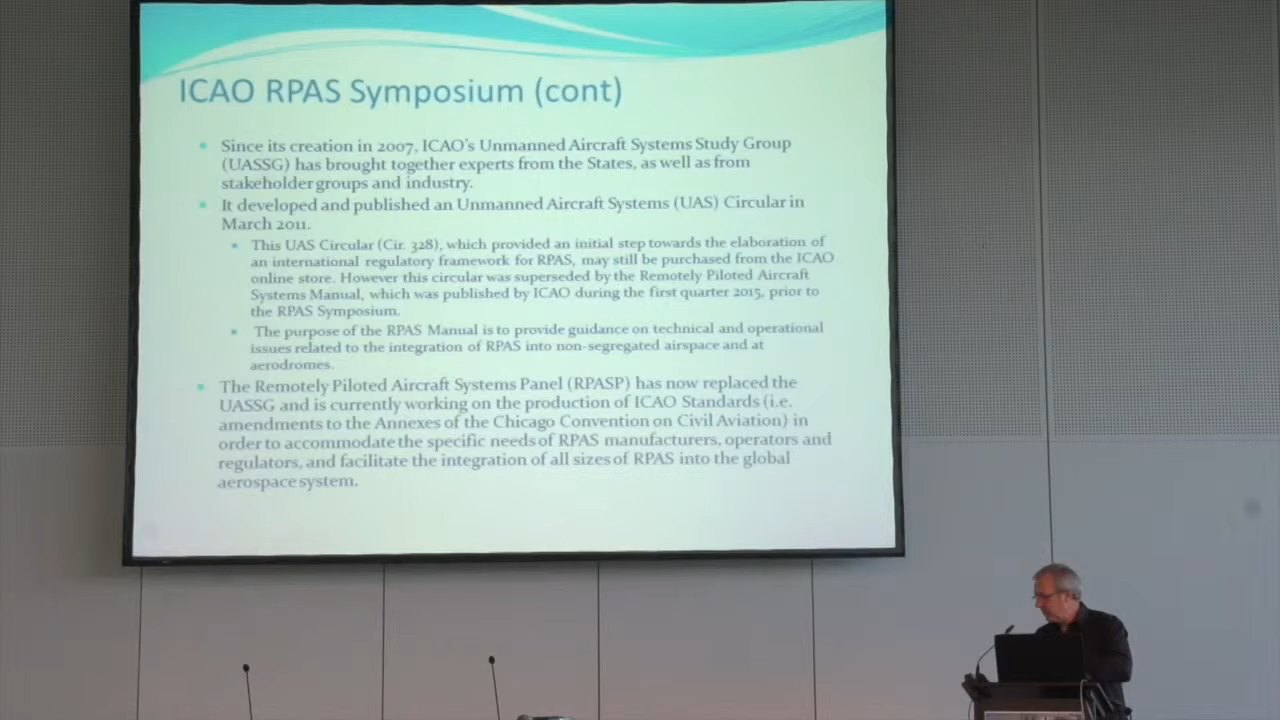 ICAO RPAS Symposium (cont)
Since its creation in 2007, ICAO's Unmanned Aircraft Systems Study Group
(UASSG) has brought together experts from the States, as well as from
stakeholder groups and industry.
It developed and published an Unmanned Aircraft Systems (UAS) Circular in
March 2011.
This UAS Circular (Cir. 328), which provided an initial step towards the elaboration of
an international regulatory framework for RPAS, may still be purchased from the ICAO
online store. However this circular was superseded by the Remotely Piloted Aircraft
Systems Manual, which was published by ICAO during the first quarter 2015, prior to
the RPAS Symposium.
The purpose of the RPAS Manual is to provide guidance on technical and operational
issues related to the integration of RPAS into non-segregated airspace and at
aerodromes.
The Remotely Piloted Aircraft Systems Panel (RPASP) has now replaced the
UASSG and is currently working on the production of ICAO Standards (i.e.
amendments to the Annexes of the Chicago Convention on Civil Aviation) in
order to accommodate the specific needs of RPAS manufacturers, operators and
regulators, and facilitate the integration of all sizes of RPAS into the global
aerospace system.